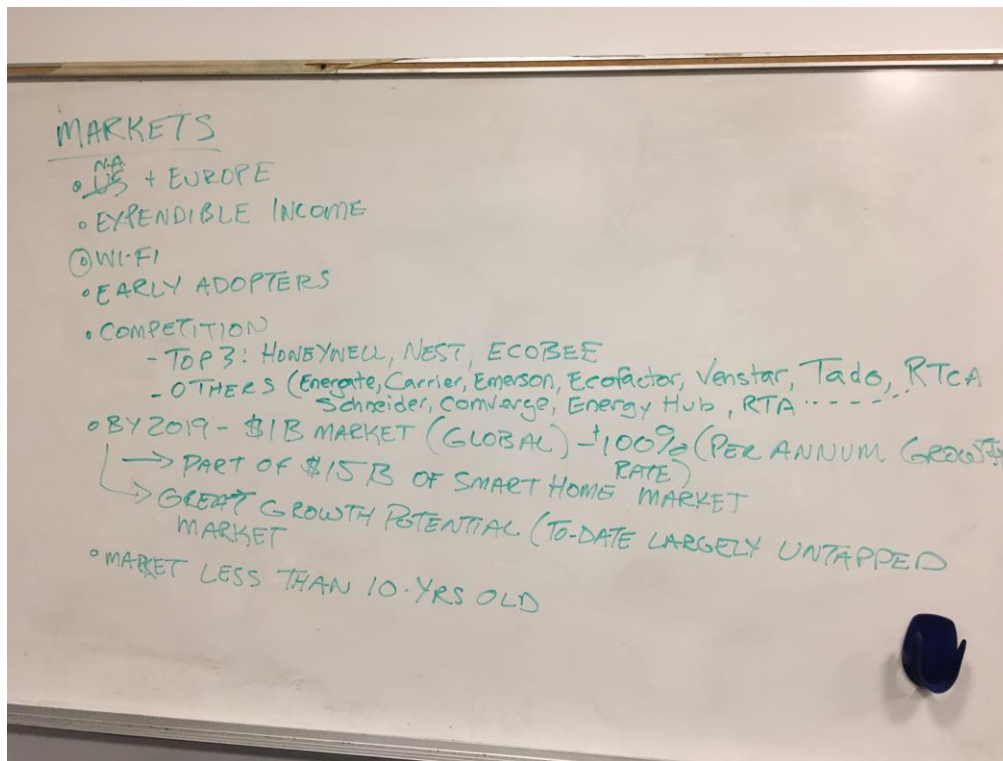 MARKETS
N.A.
• US + EUROPE
• EXPENDIBLE INCOME
• WI-FI
• EARLY ADOPTERS
• COMPETITION
- TOP 3: HONEYWELL, NEST, ECOBEE
- OTHERS (Energate, Carrier, Emerson, Ecofactor, Venstar, Tado, RTCA
Schneider, Comverge, Energy Hub, RTA ------
• BY 2019 - $1B MARKET (GLOBAL) - +100% (PER ANNUM GROWTH
RATE)
→ PART OF $15B OF SMART HOME MARKET
→ GREAT GROWTH POTENTIAL (TO-DATE LARGELY UNTAPPED
MARKET
• MARKET LESS THAN 10-YRS OLD